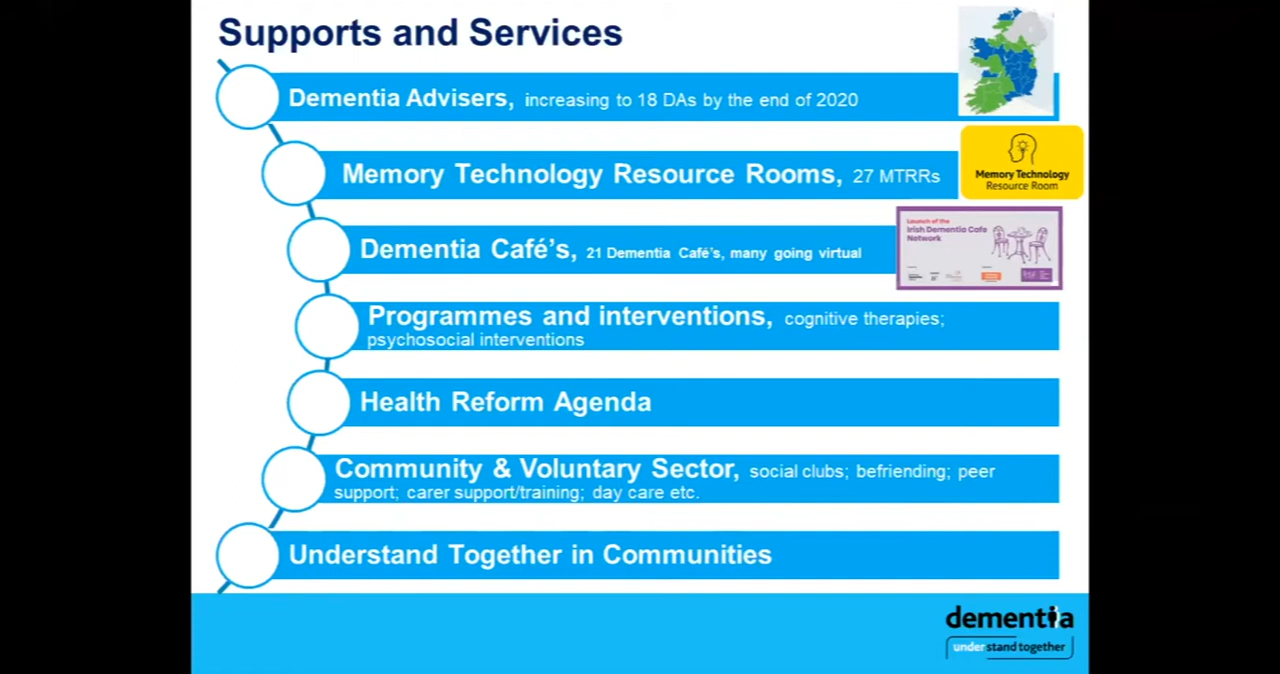 Supports and Services
Dementia Advisers, increasing to 18 DAs by the end of 2020
Memory Technology Resource Rooms, 27 MTRRs
Memory Technology
Resource Room
Dementia Café's, 21 Dementia Café's, many going virtual
Launch of the
Irish Dementia Cafe
Network
Programmes and interventions, cognitive therapies;
psychosocial interventions
Health Reform Agenda
Community & Voluntary Sector, social clubs; befriending; peer
support; carer support/training; day care etc.
Understand Together in Communities
dementia
understand together